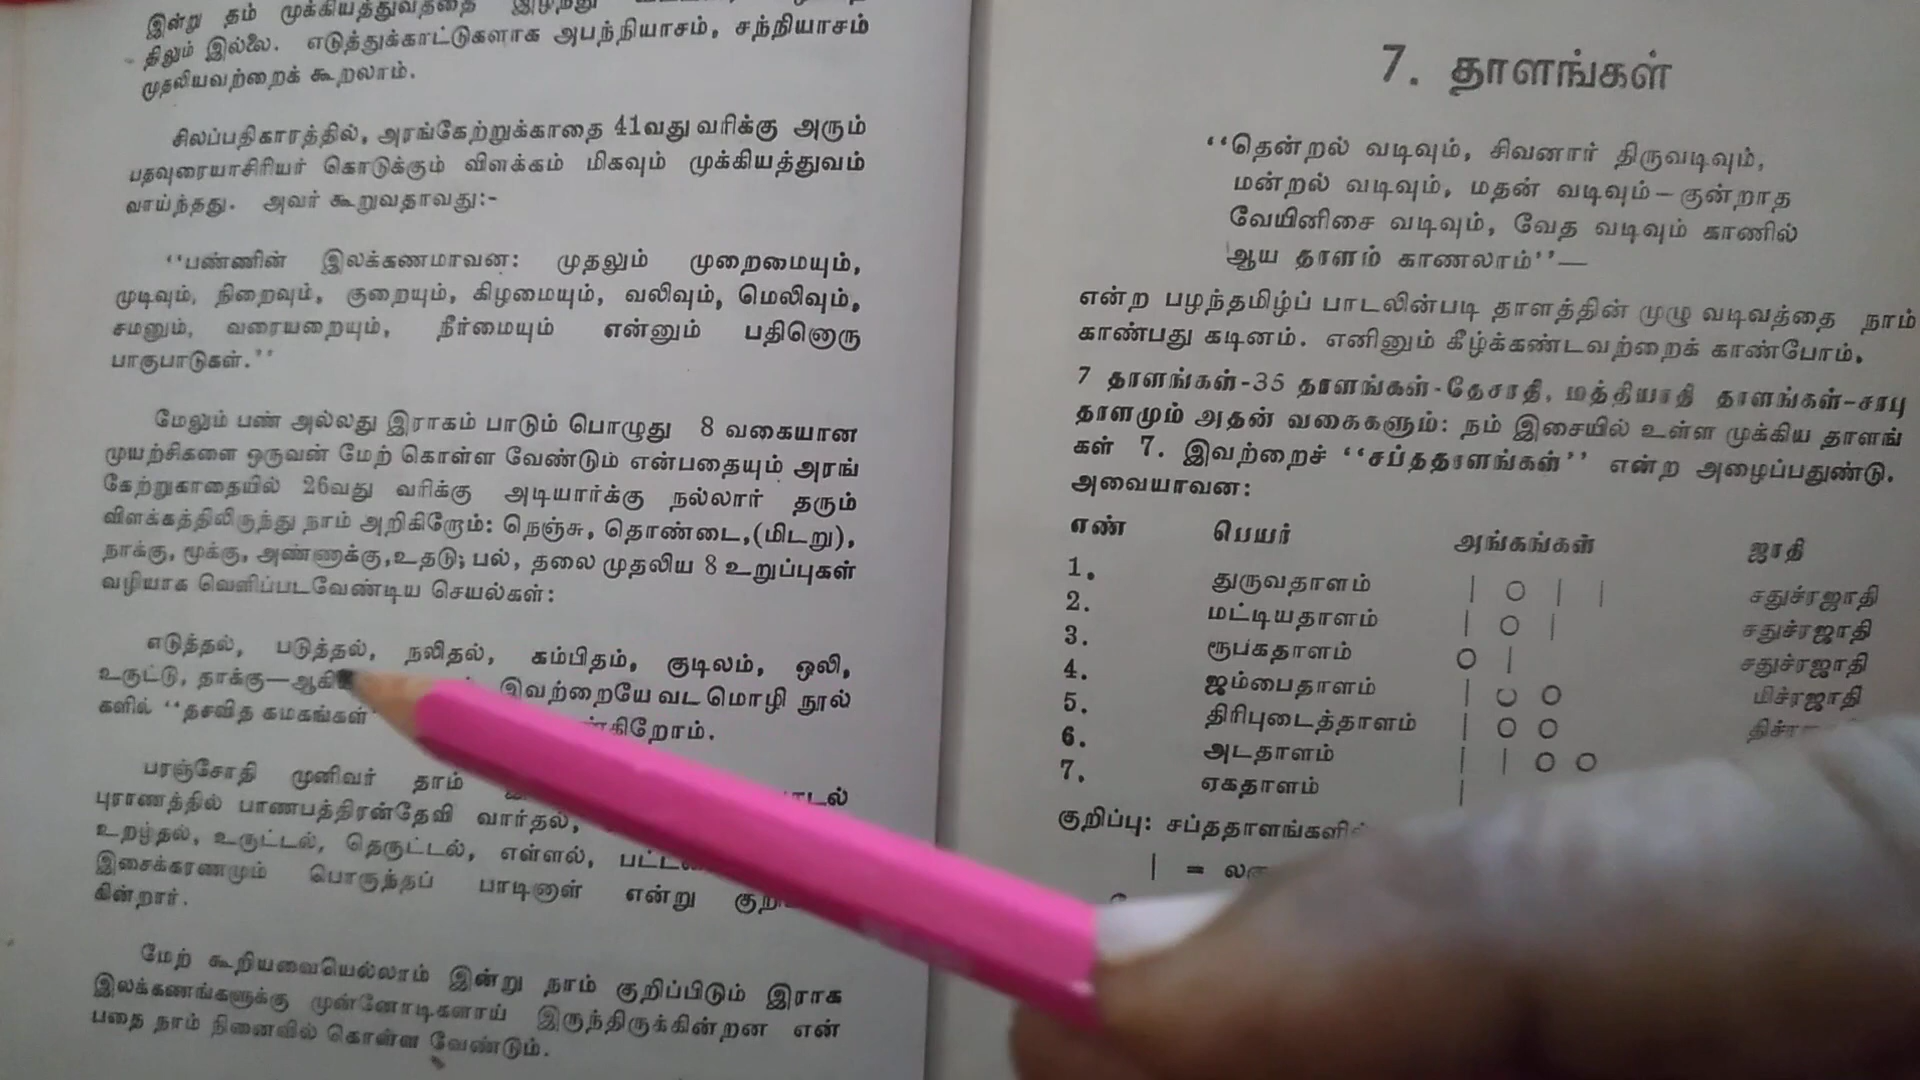 இன்று தம் முக்கியத்துவத்தை இழந்து
திலும் இல்லை. எடுத்துக்காட்டுகளாக அபந்நியாசம், சந்நியாசம்
முதலியவற்றைக் கூறலாம்.
சிலப்பதிகாரத்தில், அரங்கேற்றுக்காதை 41வது வரிக்கு அரும்
பதவுரையாசிரியர் கொடுக்கும் விளக்கம் மிகவும் முக்கியத்துவம்
வாய்ந்தது. அவர் கூறுவதாவது:-
‘‘பண்ணின் இலக்கணமாவன: முதலும் முறைமையும்,
முடிவும், நிறைவும், குறையும், கிழமையும், வலிவும், மெலிவும்,
சமனும், வரையறையும், நீர்மையும் என்னும் பதினொரு
பாகுபாடுகள்.’’
மேலும் பண் அல்லது இராகம் பாடும் பொழுது 8 வகையான
முயற்சிகளை ஒருவன் மேற் கொள்ள வேண்டும் என்பதையும் அரங்
கேற்றுகாதையில் 26வது வரிக்கு அடியார்க்கு நல்லார் தரும்
விளக்கத்திலிருந்து நாம் அறிகிறோம்: நெஞ்சு, தொண்டை,(மிடறு),
நாக்கு, மூக்கு, அண்ணாக்கு,உதடு; பல், தலை முதலிய 8 உறுப்புகள்
வழியாக வெளிப்படவேண்டிய செயல்கள்:
எடுத்தல், படுத்தல், நலிதல், கம்பிதம், குடிலம், ஒலி,
உருட்டு, தாக்கு—ஆகி இவற்றையே வடமொழி நூல்
களில் ‘‘தசவித கமகங்கள்’ கிறோம்.
பரஞ்சோதி முனிவர் தாம்
புராணத்தில் பாணபத்திரன்தேவி வார்தல்,
உறழ்தல், உருட்டல், தெருட்டல், எள்ளல்,
இசைக்கரணமும் பொருந்தப் பாடினாள் என்று
கின்றார்.
மேற் கூறியவையெல்லாம் இன்று நாம் குறிப்பிடும் இராக
இலக்கணங்களுக்கு முன்னோடிகளாய் இருந்திருக்கின்றன என்
பதை நாம் நினைவில் கொள்ள வேண்டும்.
7. தாளங்கள்
‘‘தென்றல் வடிவும், சிவனார் திருவடிவும்,
மன்றல் வடிவும், மதன் வடிவும்—குன்றாத
வேயினிசை வடிவும், வேத வடிவும் காணில்
ஆய தாளம் காணலாம்’’—
என்ற பழந்தமிழ்ப் பாடலின்படி தாளத்தின் முழு வடிவத்தை நாம்
காண்பது கடினம். எனினும் கீழ்க்கண்டவற்றைக் காண்போம்.
7 தாளங்கள்-35 தாளங்கள்-தேசாதி, மத்தியாதி தாளங்கள்-சாபு
தாளமும் அதன் வகைகளும்: நம் இசையில் உள்ள முக்கிய தாளங்
கள் 7. இவற்றைச் ‘‘சப்ததாளங்கள்’’ என்ற அழைப்பதுண்டு.
அவையாவன:
எண் பெயர் அங்கங்கள் ஜாதி
1. துருவதாளம் | O | | சதுச்ரஜாதி
2. மட்டியதாளம் | O | சதுச்ரஜாதி
3. ரூபகதாளம் O | சதுச்ரஜாதி
4. ஜம்பைதாளம் | ◡ O மிச்ரஜாதி
5. திரிபுடைத்தாளம் | O O
6. அடதாளம் | | O O
7. ஏகதாளம் |
குறிப்பு: சப்ததாளங்களில்
| =